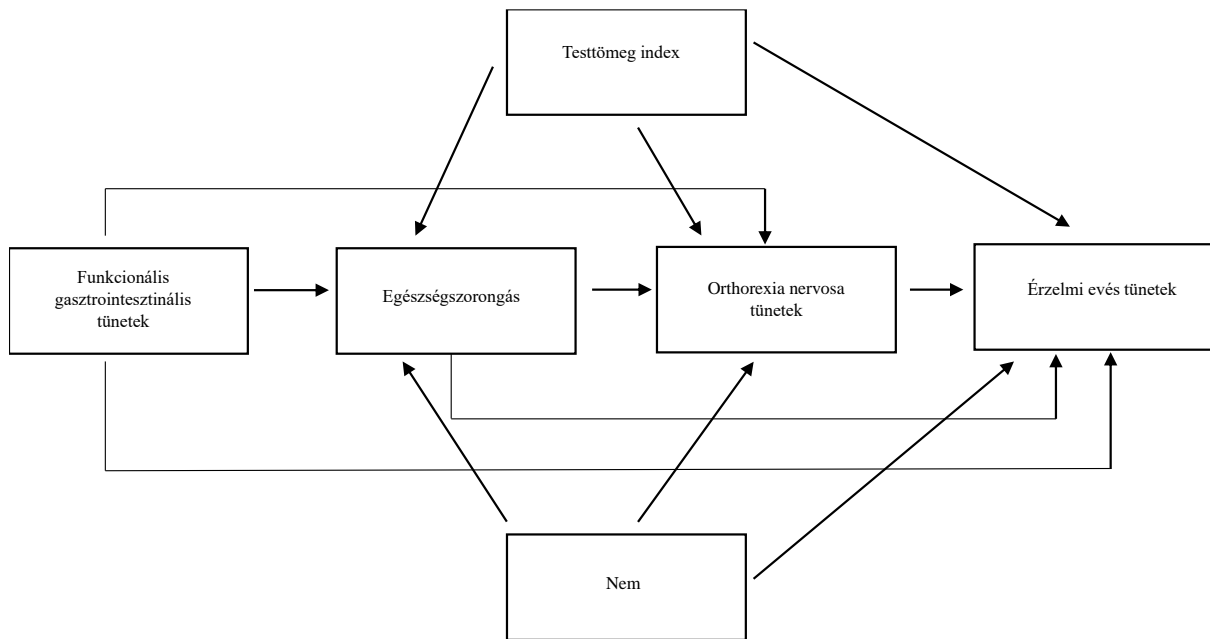 Testtömeg index
Funkcionális
gasztrointesztinális
tünetek
Egészségszorongás
Orthorexia nervosa
tünetek
Érzelmi evés tünetek
Nem